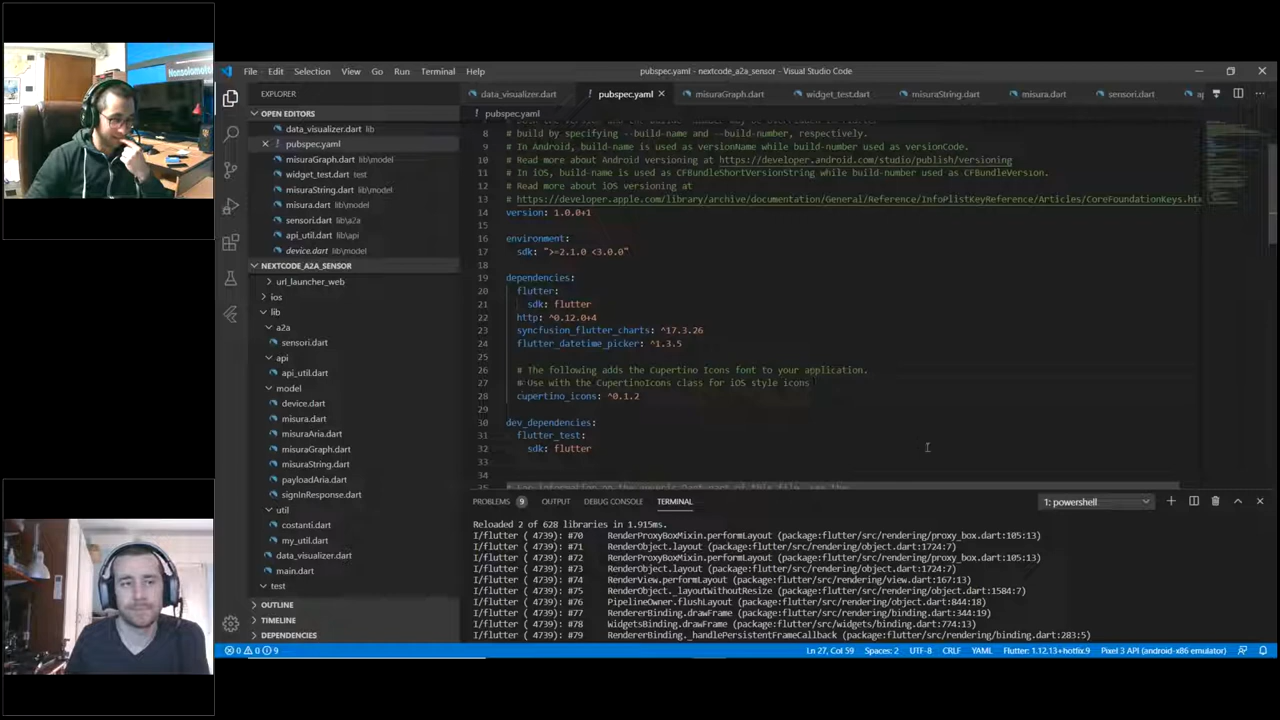 Nonsolomoto
File Edit Selection View Go Run Terminal Help
pubspec.yaml - nextcode_a2a_sensor - Visual Studio Code
EXPLORER
OPEN EDITORS
data_visualizer.dart lib
pubspec.yaml
misuraGraph.dart lib\model
widget_test.dart test
misuraString.dart lib\model
misura.dart lib\model
sensori.dart lib\a2a
api_util.dart lib\api
device.dart lib\model
NEXTCODE_A2A_SENSOR
url_launcher_web
ios
lib
a2a
sensori.dart
api
api_util.dart
model
device.dart
misura.dart
misuraAria.dart
misuraGraph.dart
misuraString.dart
payloadAria.dart
signInResponse.dart
util
costanti.dart
my_util.dart
data_visualizer.dart
main.dart
test
OUTLINE
TIMELINE
DEPENDENCIES
data_visualizer.dart pubspec.yaml misuraGraph.dart widget_test.dart misuraString.dart misura.dart sensori.dart ap
pubspec.yaml
8 # build by specifying --build-name and --build-number, respectively.
9 # In Android, build-name is used as versionName while build-number used as versionCode.
10 # Read more about Android versioning at https://developer.android.com/studio/publish/versioning
11 # In iOS, build-name is used as CFBundleShortVersionString while build-number used as CFBundleVersion.
12 # Read more about iOS versioning at
13 # https://developer.apple.com/library/archive/documentation/General/Reference/InfoPlistKeyReference/Articles/CoreFoundationKeys.ht
14 version: 1.0.0+1
15
16 environment:
17 sdk: ">=2.1.0 <3.0.0"
18
19 dependencies:
20 flutter:
21 sdk: flutter
22 http: ^0.12.0+4
23 syncfusion_flutter_charts: ^17.3.26
24 flutter_datetime_picker: ^1.3.5
25
26 # The following adds the Cupertino Icons font to your application.
27 # Use with the CupertinoIcons class for iOS style icons
28 cupertino_icons: ^0.1.2
29
30 dev_dependencies:
31 flutter_test:
32 sdk: flutter
33
34
PROBLEMS 9 OUTPUT DEBUG CONSOLE TERMINAL 1: powershell
Reloaded 2 of 628 libraries in 1.915ms.
I/flutter ( 4739): #70 RenderProxyBoxMixin.performLayout (package:flutter/src/rendering/proxy_box.dart:105:13)
I/flutter ( 4739): #71 RenderObject.layout (package:flutter/src/rendering/object.dart:1724:7)
I/flutter ( 4739): #72 RenderProxyBoxMixin.performLayout (package:flutter/src/rendering/proxy_box.dart:105:13)
I/flutter ( 4739): #73 RenderObject.layout (package:flutter/src/rendering/object.dart:1724:7)
I/flutter ( 4739): #74 RenderView.performLayout (package:flutter/src/rendering/view.dart:167:13)
I/flutter ( 4739): #75 RenderObject._layoutWithoutResize (package:flutter/src/rendering/object.dart:1584:7)
I/flutter ( 4739): #76 PipelineOwner.flushLayout (package:flutter/src/rendering/object.dart:844:18)
I/flutter ( 4739): #77 RendererBinding.drawFrame (package:flutter/src/rendering/binding.dart:344:19)
I/flutter ( 4739): #78 WidgetsBinding.drawFrame (package:flutter/src/widgets/binding.dart:774:13)
I/flutter ( 4739): #79 RendererBinding._handlePersistentFrameCallback (package:flutter/src/rendering/binding.dart:283:5)
0 0 9 Ln 27, Col 59 Spaces: 2 UTF-8 CRLF YAML Flutter: 1.12.13+hotfix.9 Pixel 3 API (android-x86 emulator)